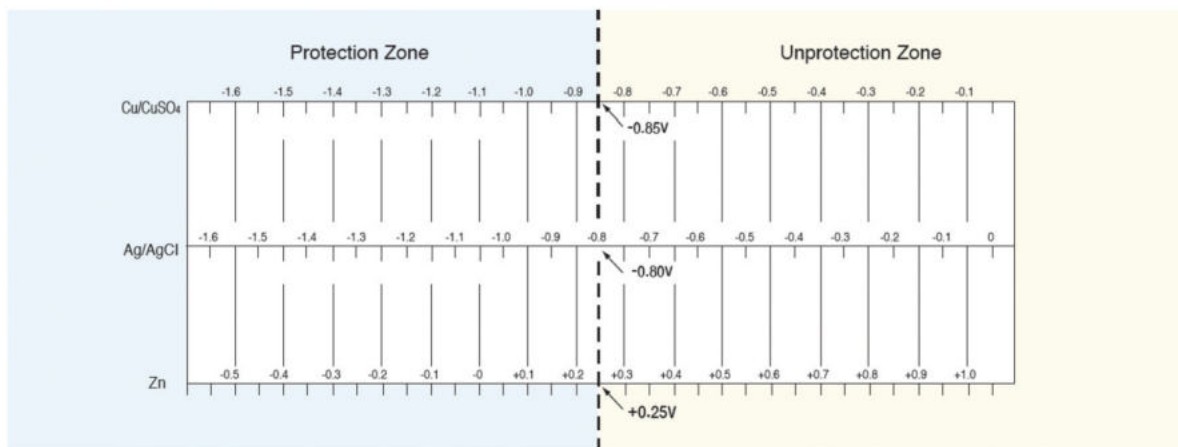 Protection Zone
Unprotection Zone
-1.6 -1.5 -1.4 -1.3 -1.2 -1.1 -1.0 -0.9 -0.8 -0.7 -0.6 -0.5 -0.4 -0.3 -0.2 -0.1
Cu/CuSO₄
-0.85V
-1.6 -1.5 -1.4 -1.3 -1.2 -1.1 -1.0 -0.9 -0.8 -0.7 -0.6 -0.5 -0.4 -0.3 -0.2 -0.1 0
Ag/AgCl
-0.80V
-0.5 -0.4 -0.3 -0.2 -0.1 -0 +0.1 +0.2 +0.3 +0.4 +0.5 +0.6 +0.7 +0.8 +0.9 +1.0
Zn
+0.25V